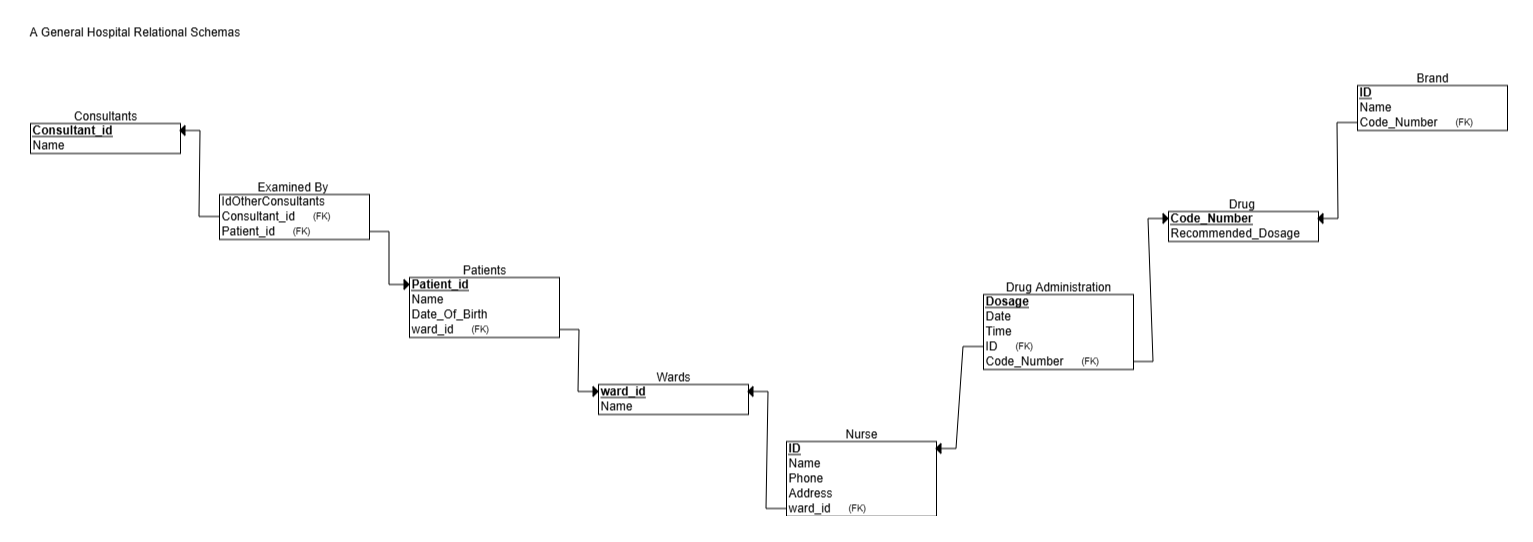 A General Hospital Relational Schemas
Consultants
Consultant_id
Name
Examined By
IdOtherConsultants
Consultant_id (FK)
Patient_id (FK)
Patients
Patient_id
Name
Date_Of_Birth
ward_id (FK)
Wards
ward_id
Name
Nurse
ID
Name
Phone
Address
ward_id (FK)
Drug Administration
Dosage
Date
Time
ID (FK)
Code_Number (FK)
Drug
Code_Number
Recommended_Dosage
Brand
ID
Name
Code_Number (FK)